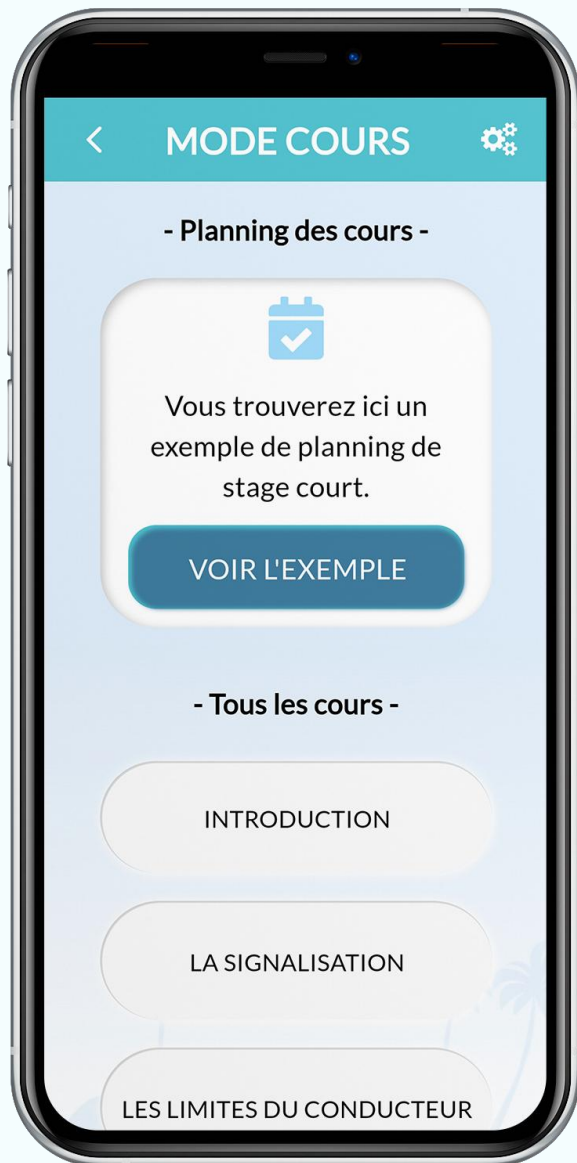 MODE COURS
- Planning des cours -
Vous trouverez ici un
exemple de planning de
stage court.
VOIR L'EXEMPLE
- Tous les cours -
INTRODUCTION
LA SIGNALISATION
LES LIMITES DU CONDUCTEUR